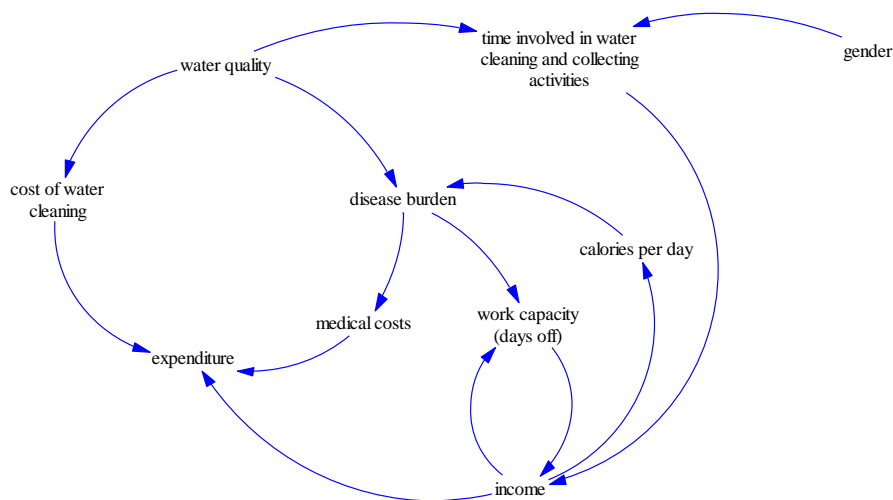 time involved in water
cleaning and collecting
activities
gender
water quality
cost of water
cleaning
disease burden
calories per day
medical costs
work capacity
(days off)
expenditure
income